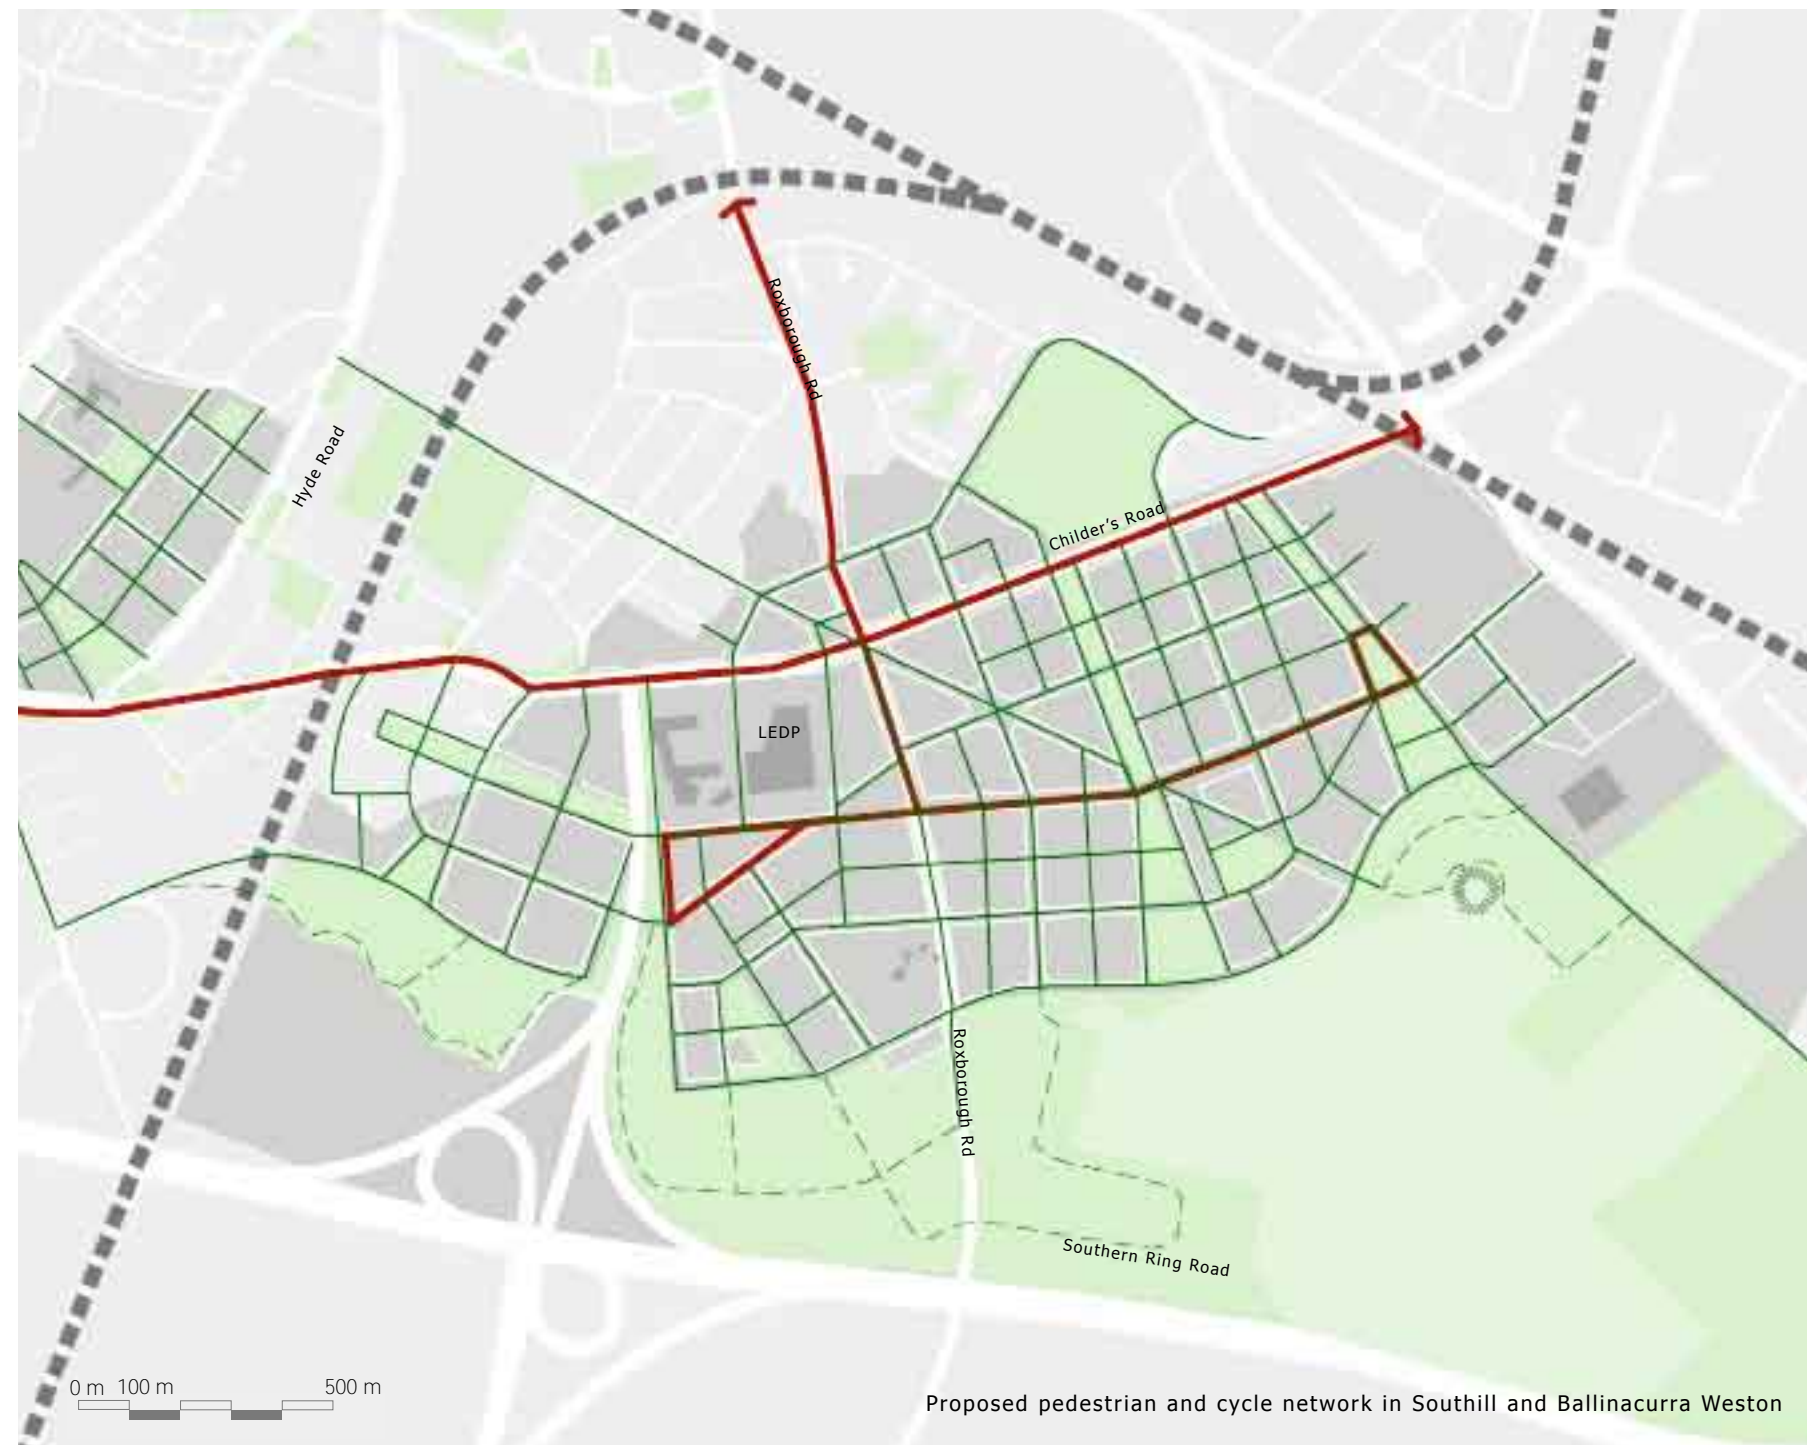 Roxborough Rd
Hyde Road
Childer's Road
LEDP
Roxborough Rd
Southern Ring Road
0 m 100 m 500 m
Proposed pedestrian and cycle network in Southill and Ballinacurra Weston